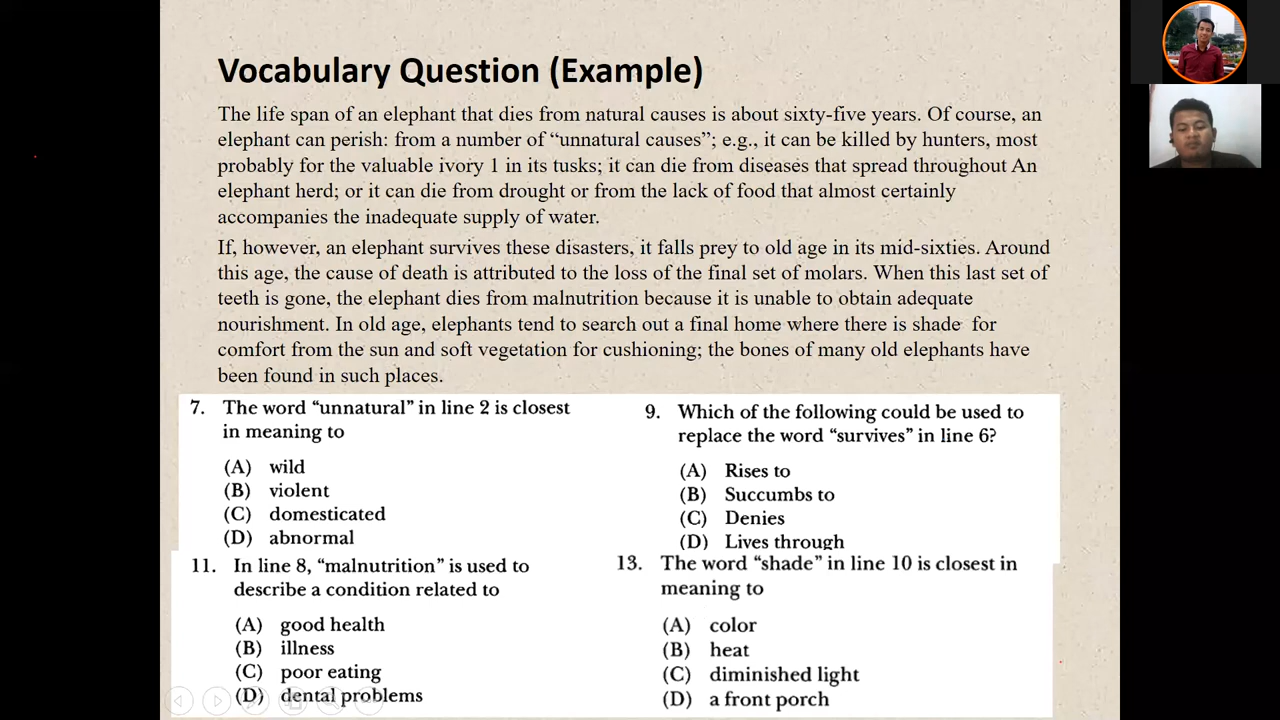 Vocabulary Question (Example)
The life span of an elephant that dies from natural causes is about sixty-five years. Of course, an
elephant can perish: from a number of “unnatural causes”; e.g., it can be killed by hunters, most
probably for the valuable ivory 1 in its tusks; it can die from diseases that spread throughout An
elephant herd; or it can die from drought or from the lack of food that almost certainly
accompanies the inadequate supply of water.
If, however, an elephant survives these disasters, it falls prey to old age in its mid-sixties. Around
this age, the cause of death is attributed to the loss of the final set of molars. When this last set of
teeth is gone, the elephant dies from malnutrition because it is unable to obtain adequate
nourishment. In old age, elephants tend to search out a final home where there is shade for
comfort from the sun and soft vegetation for cushioning; the bones of many old elephants have
been found in such places.
7. The word “unnatural” in line 2 is closest
in meaning to
(A) wild
(B) violent
(C) domesticated
(D) abnormal
9. Which of the following could be used to
replace the word “survives” in line 6?
(A) Rises to
(B) Succumbs to
(C) Denies
(D) Lives through
11. In line 8, “malnutrition” is used to
describe a condition related to
(A) good health
(B) illness
(C) poor eating
(D) dental problems
13. The word “shade” in line 10 is closest in
meaning to
(A) color
(B) heat
(C) diminished light
(D) a front porch